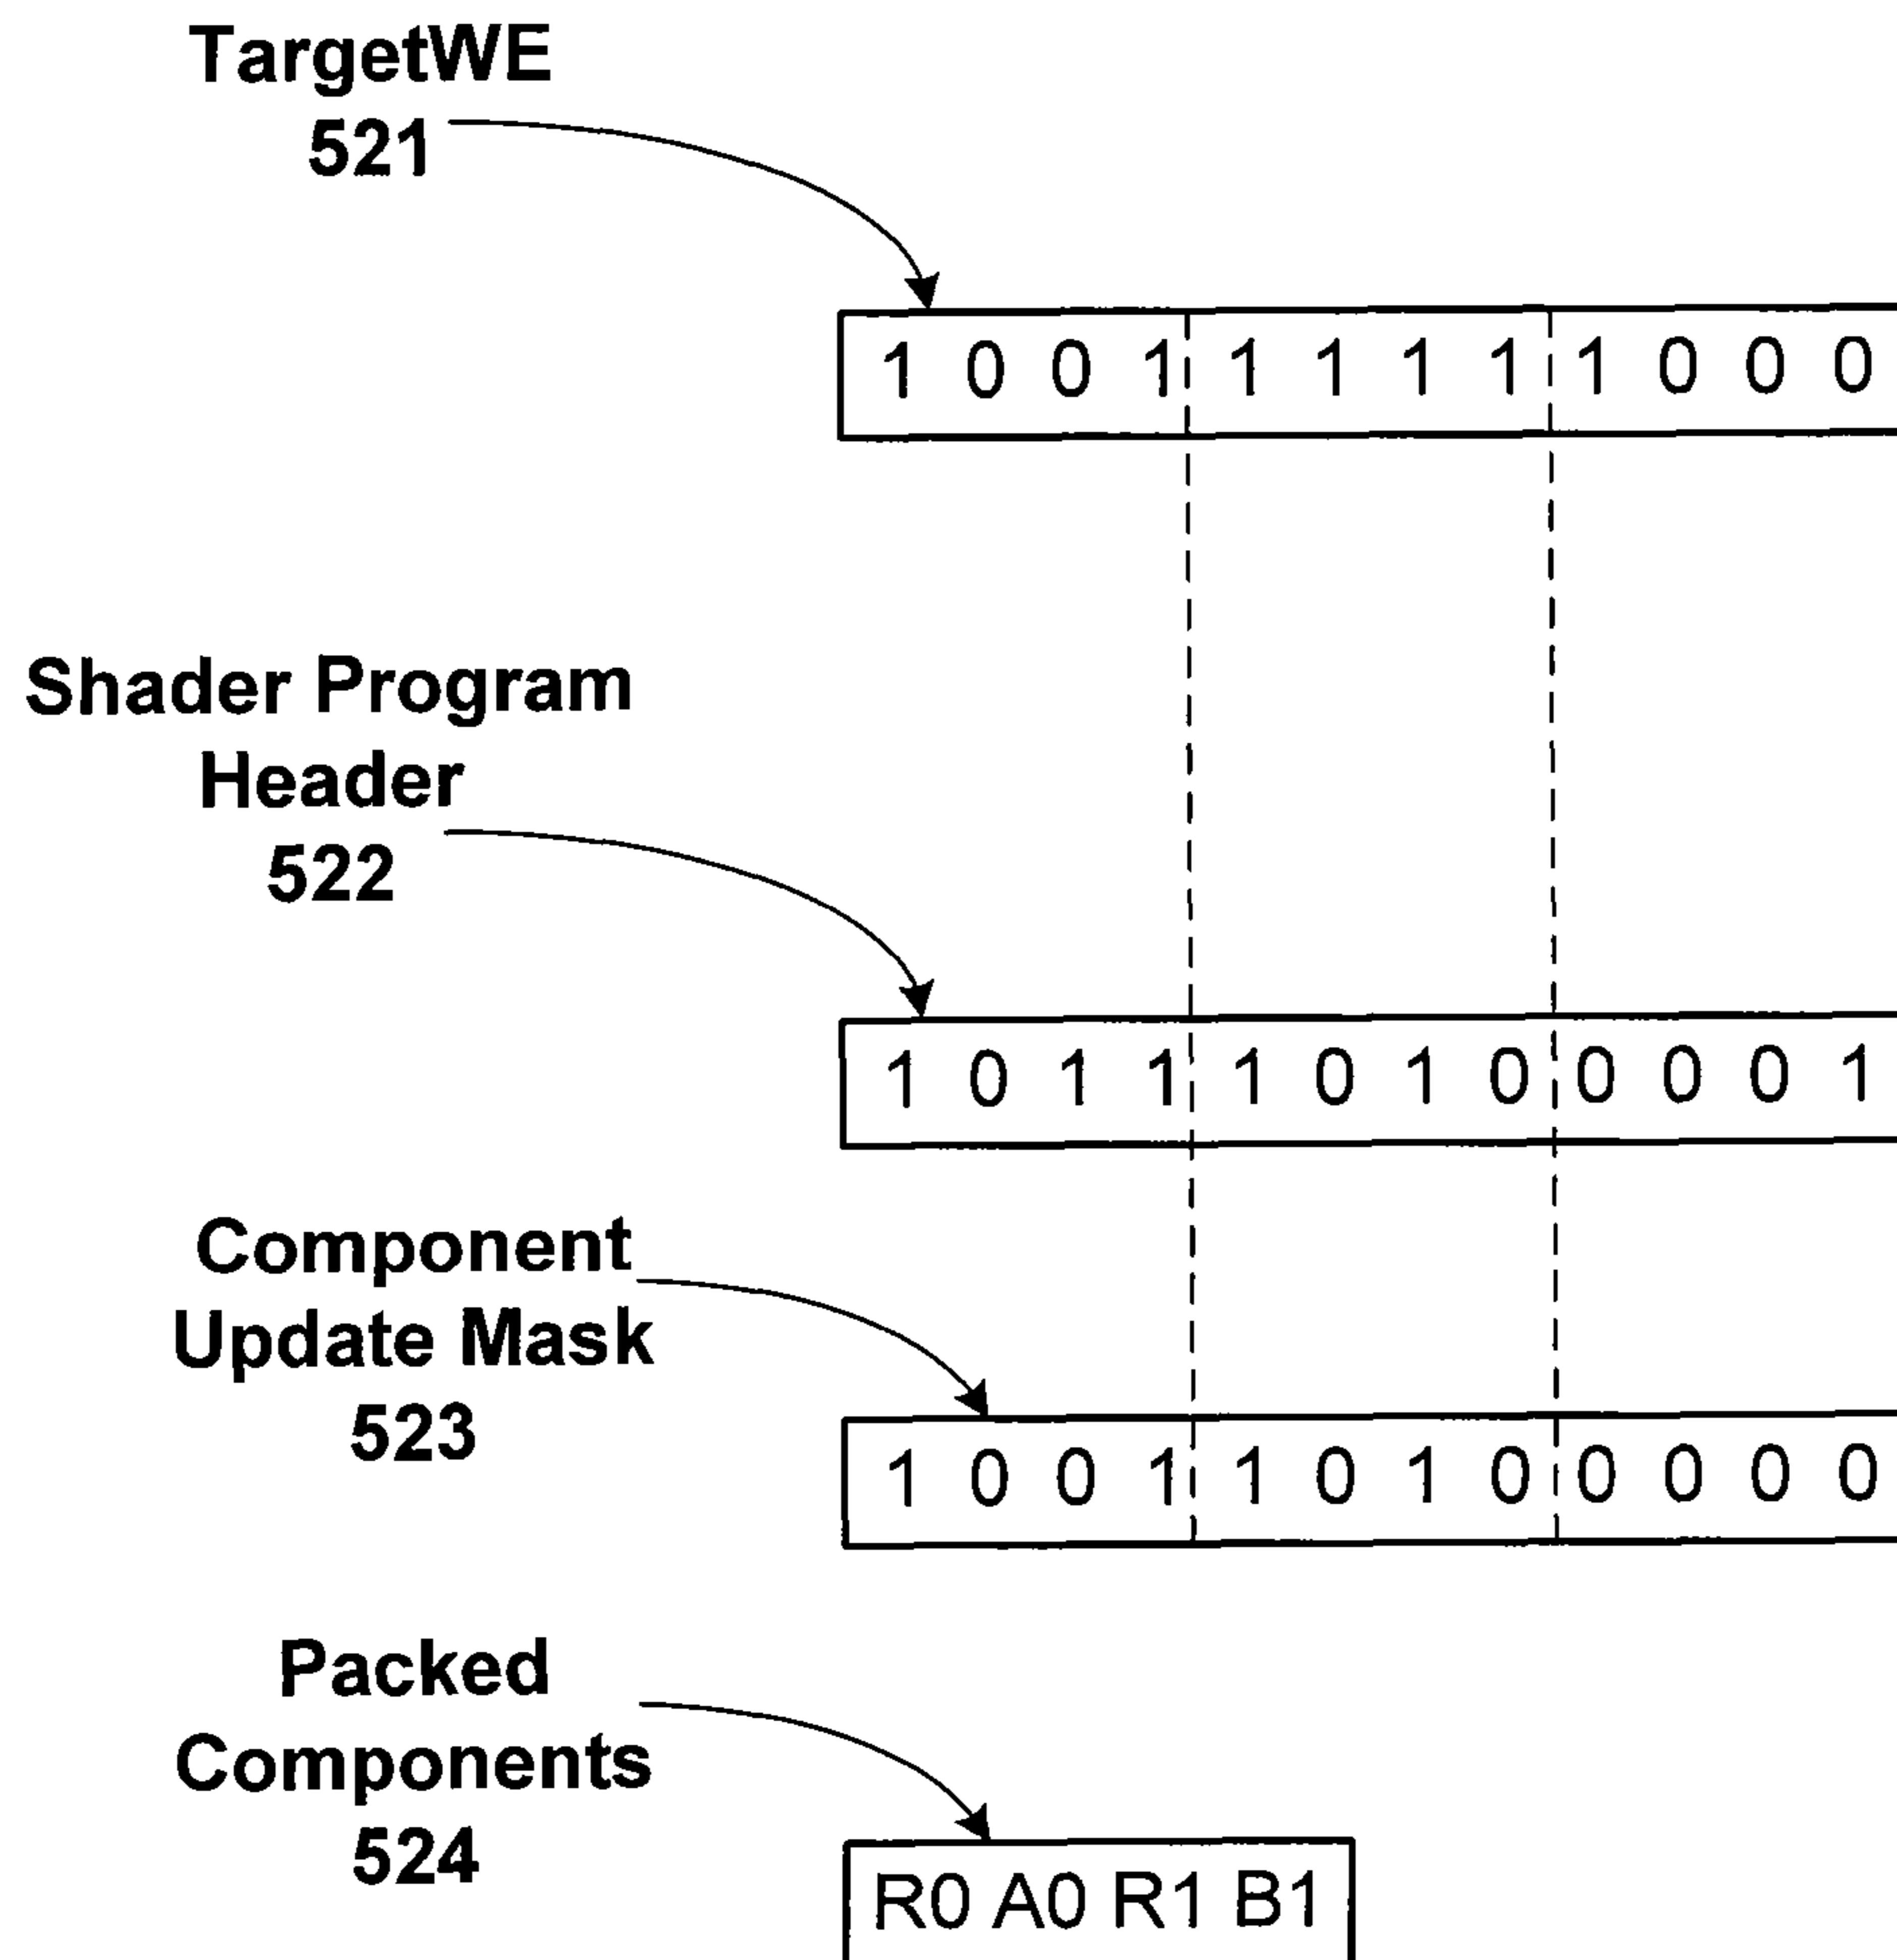 TargetWE
521
1 0 0 1 1 1 1 1 1 0 0 0
Shader Program
Header
522
1 0 1 1 1 0 1 0 0 0 0 1
Component
Update Mask
523
1 0 0 1 1 0 1 0 0 0 0 0
Packed
Components
524
R0 A0 R1 B1